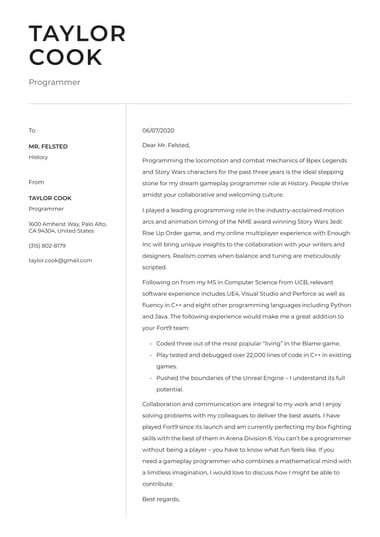 TAYLOR
COOK
Programmer
To
MR. FELSTED
History
From
TAYLOR COOK
Programmer
1600 Amherst Way, Palo Alto,
CA 94304, United States
(315) 802-8179
taylor.cook@gmail.com
06/07/2020
Dear Mr. Felsted,
Programming the locomotion and combat mechanics of Bpex Legends
and Story Wars characters for the past three years is the ideal stepping
stone for my dream gameplay programmer role at History. People thrive
amidst your collaborative and welcoming culture.
I played a leading programming role in the industry-acclaimed motion
arcs and animation timing of the NME award winning Story Wars Jedi:
Rise Up Order game, and my online multiplayer experience with Enough
Inc will bring unique insights to the collaboration with your writers and
designers. Realism comes when balance and tuning are meticulously
scripted.
Following on from my MS in Computer Science from UCB, relevant
software experience includes UE4, Visual Studio and Perforce as well as
fluency in C++ and eight other programming languages including Python
and Java. The following experience would make me a great addition to
your Fort9 team:
- Coded three out of the most popular “living” in the Blame game.
- Play tested and debugged over 22,000 lines of code in C++ in existing
games.
- Pushed the boundaries of the Unreal Engine – I understand its full
potential.
Collaboration and communication are integral to my work and I enjoy
solving problems with my colleagues to deliver the best assets. I have
played Fort9 since its launch and am currently perfecting my box fighting
skills with the best of them in Arena Division 8. You can’t be a programmer
without being a player – you have to know what fun feels like. If you
need a gameplay programmer who combines a mathematical mind with
a limitless imagination, I would love to discuss how I might be able to
contribute.
Best regards,